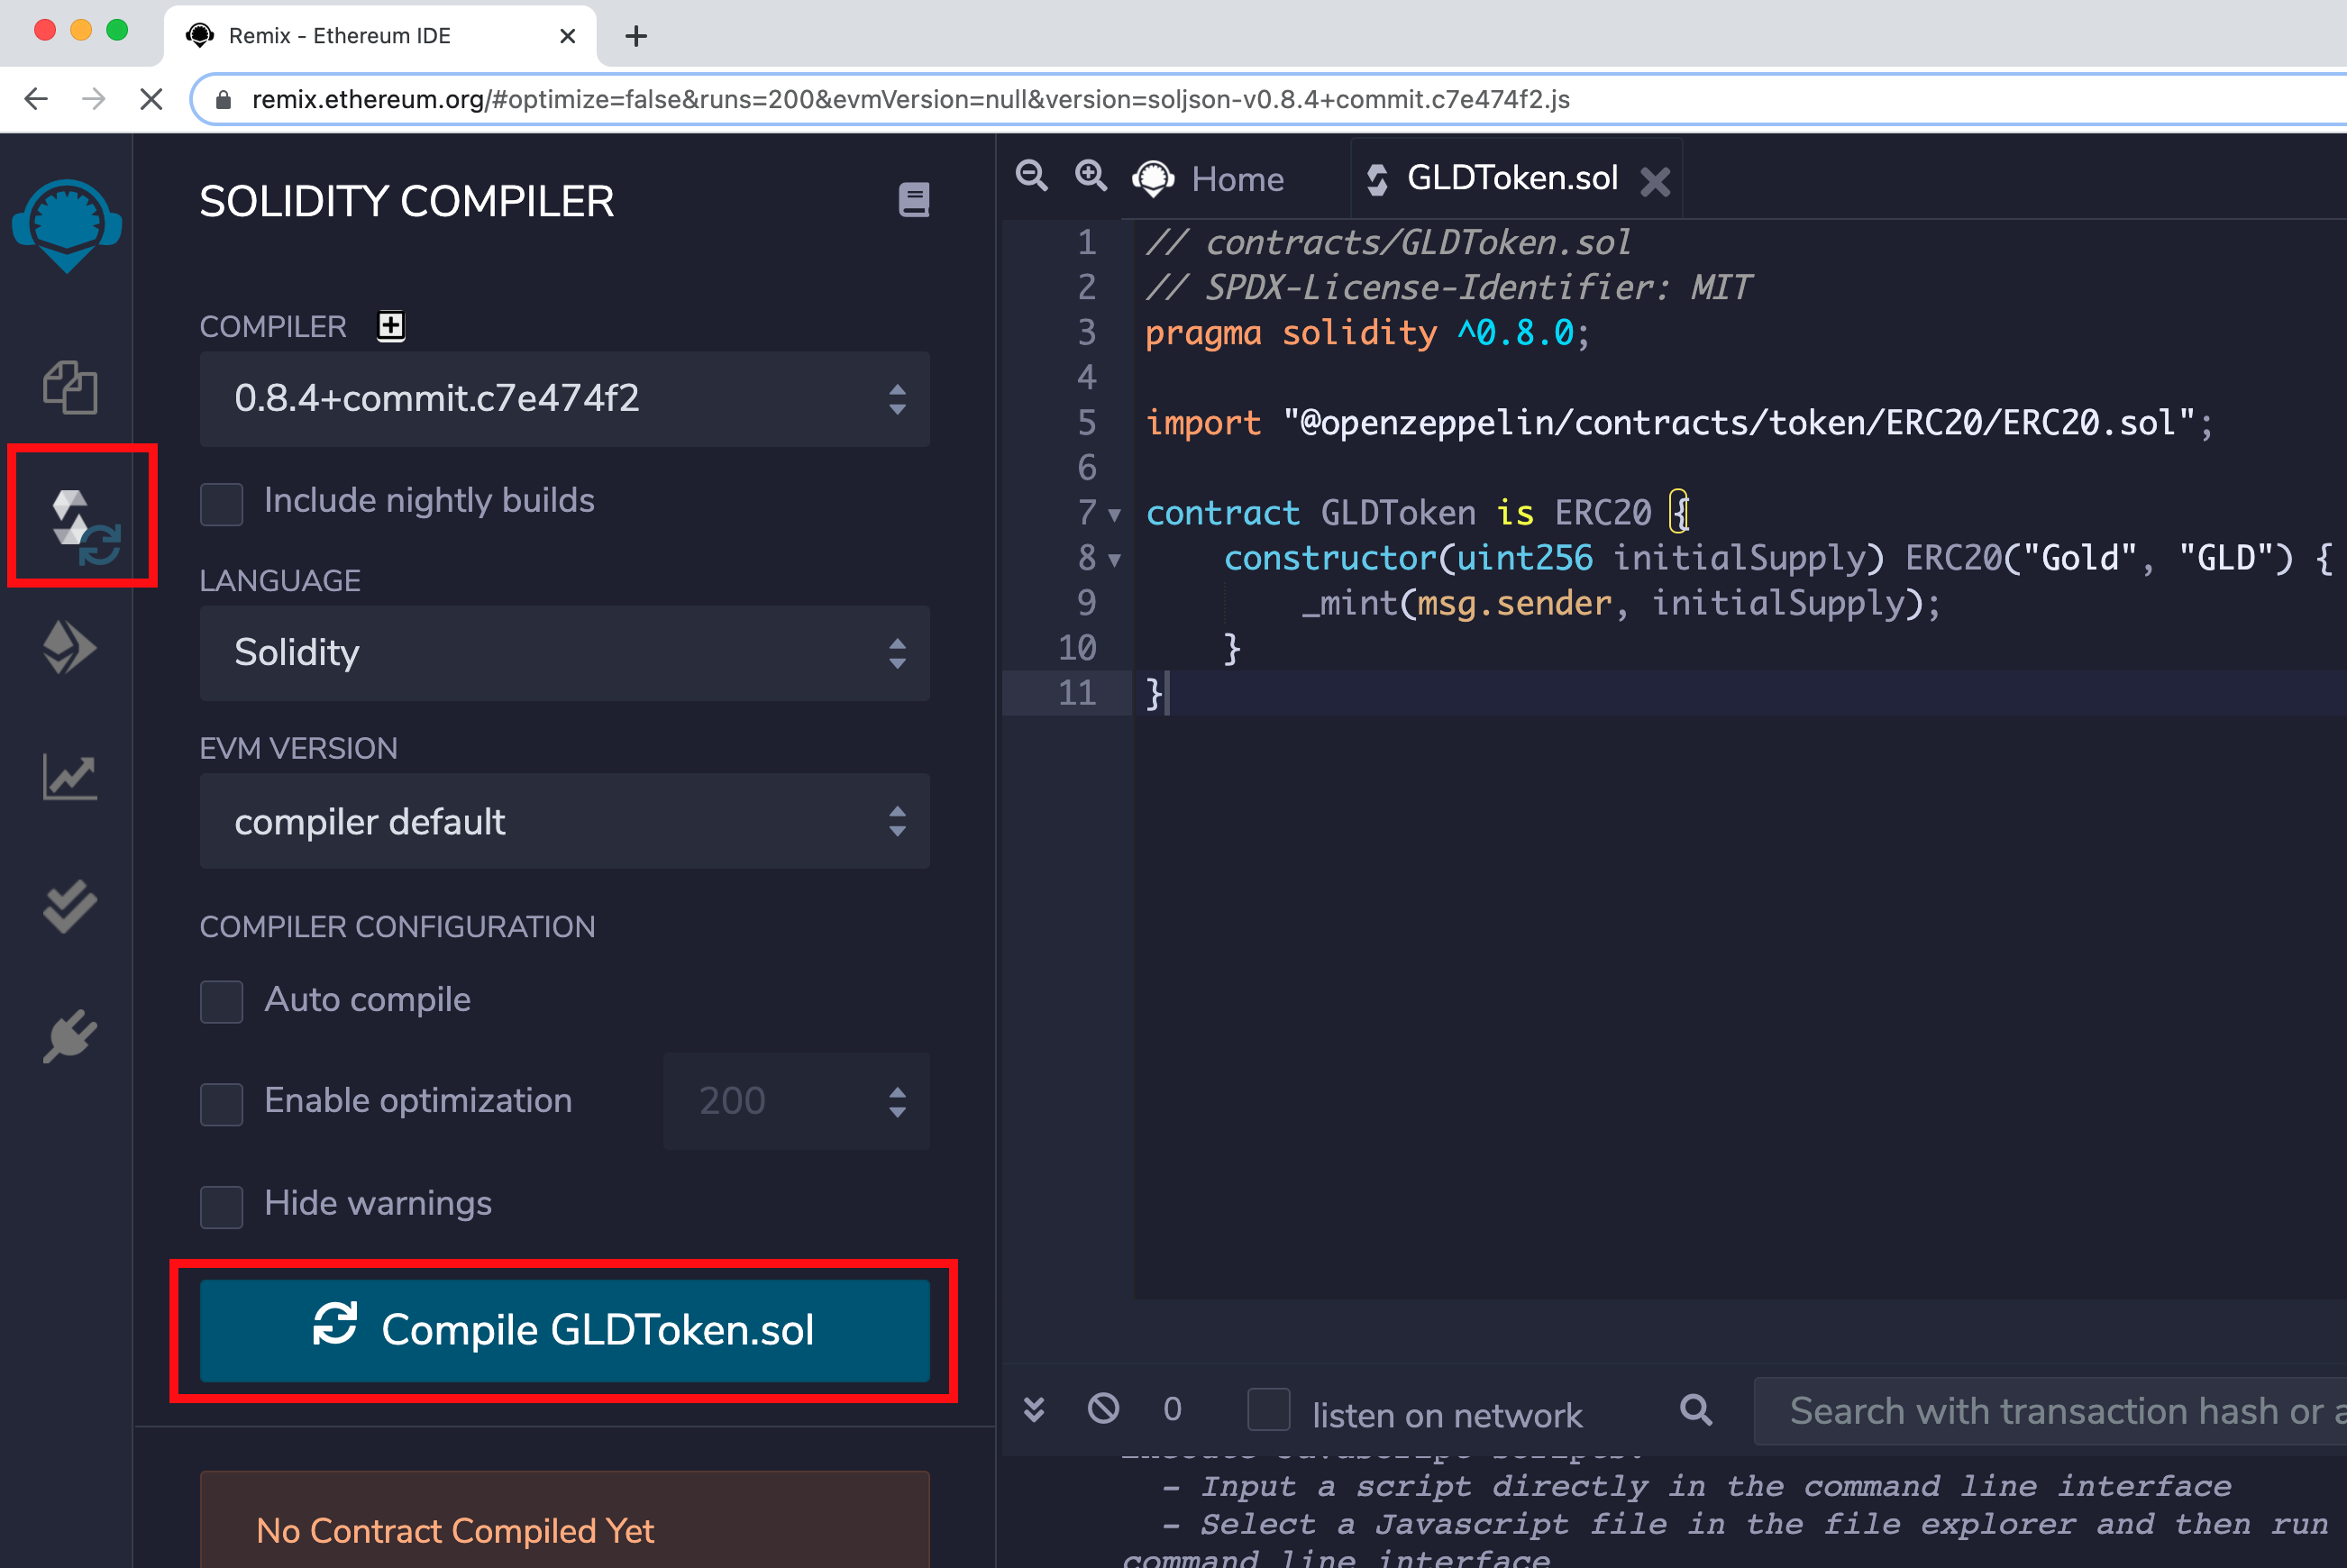 Remix - Ethereum IDE
remix.ethereum.org/#optimize=false&runs=200&evmVersion=null&version=soljson-v0.8.4+commit.c7e474f2.js
SOLIDITY COMPILER
COMPILER
0.8.4+commit.c7e474f2
Include nightly builds
LANGUAGE
Solidity
EVM VERSION
compiler default
COMPILER CONFIGURATION
Auto compile
Enable optimization
200
Hide warnings
Compile GLDToken.sol
No Contract Compiled Yet
Home
GLDToken.sol
1 // contracts/GLDToken.sol
2 // SPDX-License-Identifier: MIT
3 pragma solidity ^0.8.0;
4
5 import "@openzeppelin/contracts/token/ERC20/ERC20.sol";
6
7 contract GLDToken is ERC20 {
8 constructor(uint256 initialSupply) ERC20("Gold", "GLD") {
9 _mint(msg.sender, initialSupply);
10 }
11 }
0
listen on network
Search with transaction hash or a
- Input a script directly in the command line interface
- Select a Javascript file in the file explorer and then run
command line interface